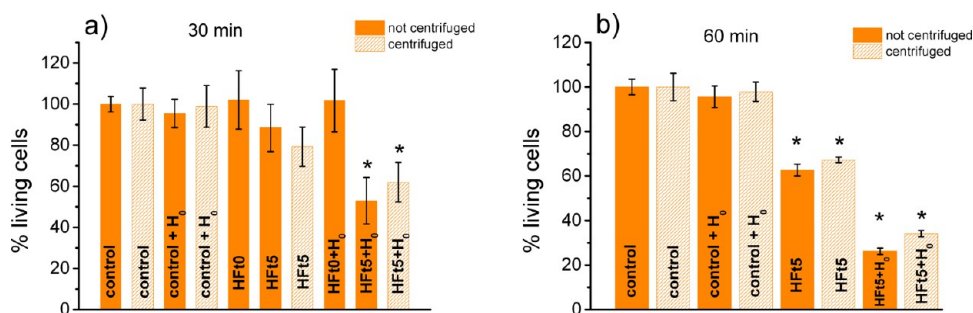 a)
30 min
not centrifuged
centrifuged
% living cells
120
100
80
60
40
20
0
control
control
control + H₀
control + H₀
HFt0
HFt5
HFt5
HFt0+H₀
HFt5+H₀
HFt5+H₀
*
*
b)
60 min
not centrifuged
centrifuged
% living cells
120
100
80
60
40
20
0
control
control
control + H₀
control + H₀
HFt5
HFt5
HFt5+H₀
HFt5+H₀
*
*
*
*